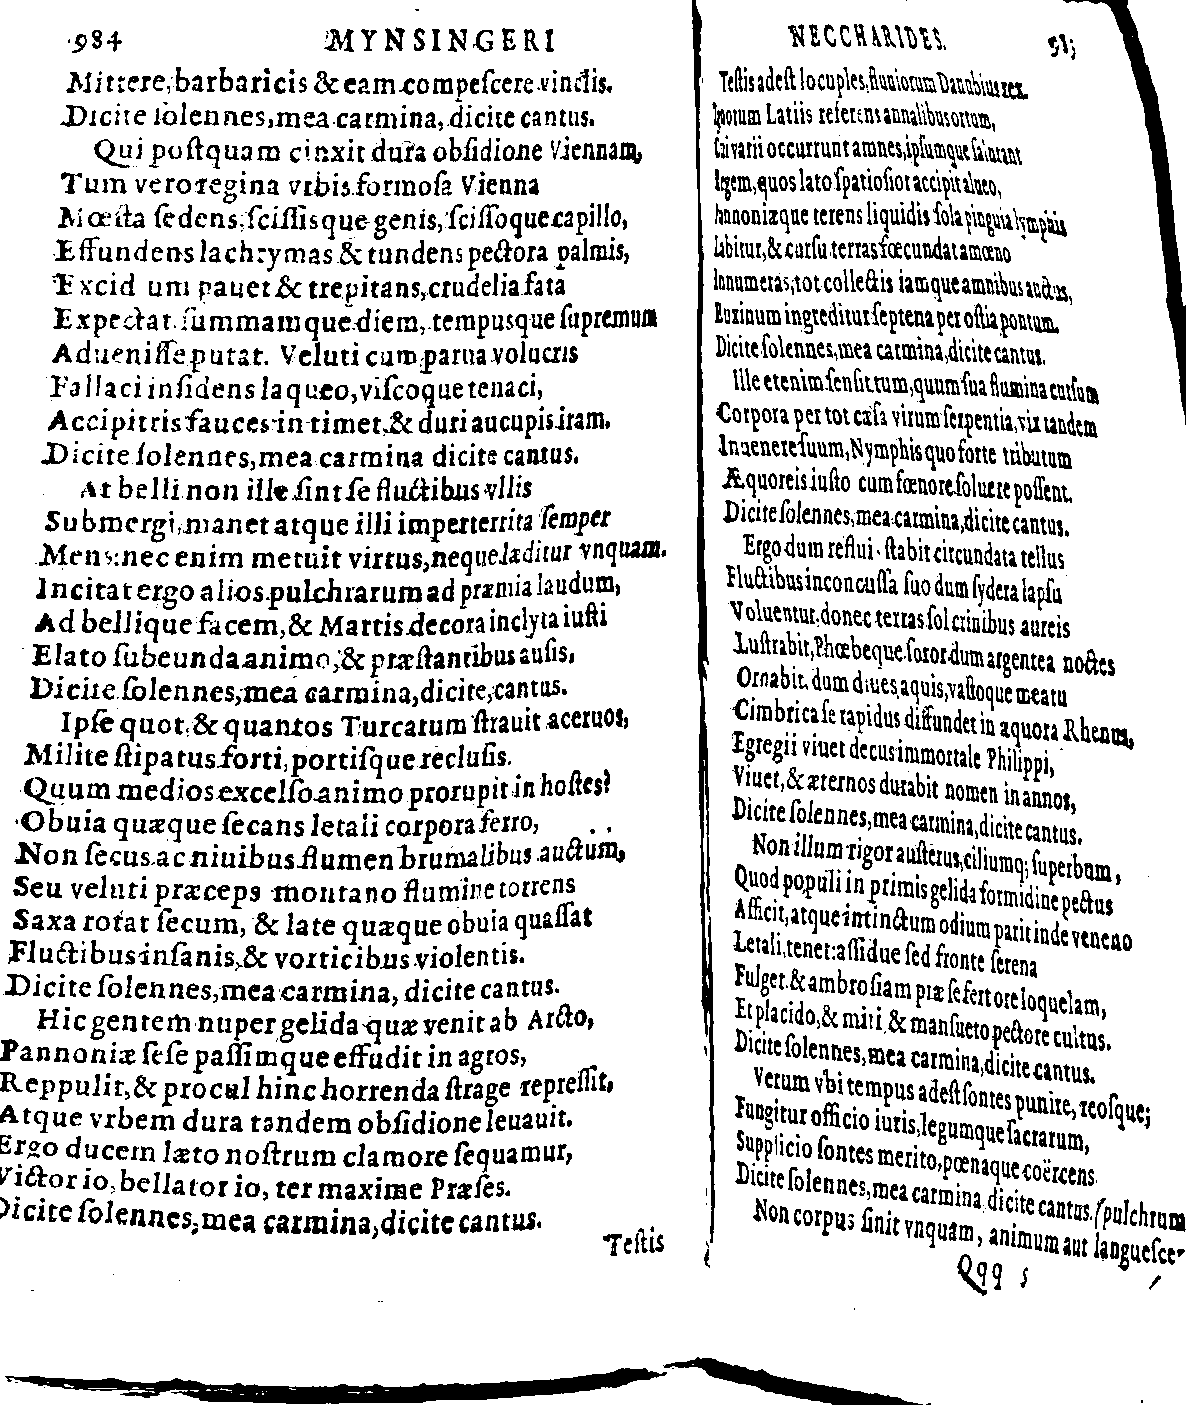 984 MYNSINGERI
Mittere, barbaricis & eam compeſcere vinclis.
Dicite ſolennes, mea carmina, dicite cantus.
Qui poſtquam cinxit dura obſidione Viennam,
Tum vero regina vrbis formoſa Vienna
Mœſta ſedens, ſciſſisque genis, ſciſſoque capillo,
Effundens lachrymas & tundens pectora palmis,
Excidium pauet & trepitans, crudelia fata
Expectat ſummamque diem, tempusque ſupremum
Adueniſſe putat. Veluti cum parua volucris
Fallaci inſidens laqueo, viſcoque tenaci,
Accipitris fauces in timet, & duri aucupis iram.
Dicite ſolennes, mea carmina dicite cantus.
At belli non ille ſint ſe fluctibus vllis
Submergi, manet atque illi imperterrita ſemper
Mens: nec enim metuit virtus, neque læditur vnquam.
Incitat ergo alios pulchrarum ad præmia laudum,
Ad bellique facem, & Martis decora inclyta iuſti
Elato ſubeunda animo, & præſtantibus auſis,
Dicite ſolennes, mea carmina, dicite, cantus.
Ipſe quot, & quantos Turcarum ſtrauit aceruos,
Milite ſtipatus forti, portiſque recluſis.
Quum medios excelſo animo prorupit in hoſtes?
Obuia quæque ſecans letali corpora ferro,
Non ſecus ac niuibus flumen brumalibus auctum,
Seu veluti præceps montano flumine torrens
Saxa rotat ſecum, & late quæque obuia quaſſat
Fluctibus inſanis, & vorticibus violentis.
Dicite ſolennes, mea carmina, dicite cantus.
Hic gentem nuper gelida quæ venit ab Arcto,
Pannoniæ ſeſe paſſimque effudit in agros,
Reppulit, & procul hinc horrenda ſtrage repreſſit,
Atque vrbem dura tandem obſidione leuauit.
Ergo ducem læto noſtrum clamore ſequamur,
Victorio, bellatorio, ter maxime Præſes.
Dicite ſolennes, mea carmina, dicite cantus.
Teſtis
NECCHARIDES.
Teſtis adeſt locuples, fluuiorum Danubius rex.
Ignotum Latiis referens annalibus ortum,
occurrunt amnes, ipſumque
quos lato ſpatioſior accipit alueo,
Pannoniæque terens liquidis ſola pinguia lymphis
Labitur, & curſu terras fœcundat amœno
Innumeras, tot collectis iamque amnibus auctus,
Euxinum ingreditur ſeptena per oſtia pontum.
Dicite ſolennes, mea carmina, dicite cantus.
Ille etenim ſenſit tum, quum ſua flumina curſum
Corpora per tot cæſa virum ſerpentia, vix tandem
Inuenere ſuum, Nymphis quo forte tributum
Æquoreis iuſto cum fœnore ſoluere poſſent.
Dicite ſolennes, mea carmina, dicite cantus.
Ergo dum reflui ſtabit circundata tellus
Fluctibus inconcuſſa ſuo dum ſydera lapſu
Voluentur, donec terras ſol crinibus aureis
Luſtrabit, Phœbeque ſoror dum argentea noctes
Ornabit, dum diues aquis, vaſtoque meatu
Cimbrica ſe rapidus diffundet in æquora Rhenus,
Egregii viuet decus immortale Philippi,
Viuet, & æternos durabit nomen in annos,
Dicite ſolennes, mea carmina, dicite cantus.
Non illum rigor auſterus, ciliumq; ſuperbum,
Quod populi in primis gelida formidine pectus
Afficit, atque intinctum odium parit inde veneno
Letali, tenet: aſſidue ſed fronte ſerena
Fulget & ambroſiam præ ſe fert ore loquelam,
Et placido, & miti & manſueto pectore cultus.
Dicite ſolennes, mea carmina, dicite cantus.
Verum vbi tempus adeſt ſontes punire, reoſque;
Fungitur officio iuris, legumque ſacrarum,
Supplicio ſontes merito, pœnaque coërcens
Dicite ſolennes, mea carmina dicite cantus. (pulchrum
Non corpus ſinit vnquam, animum aut langueſce-
Qqq 5